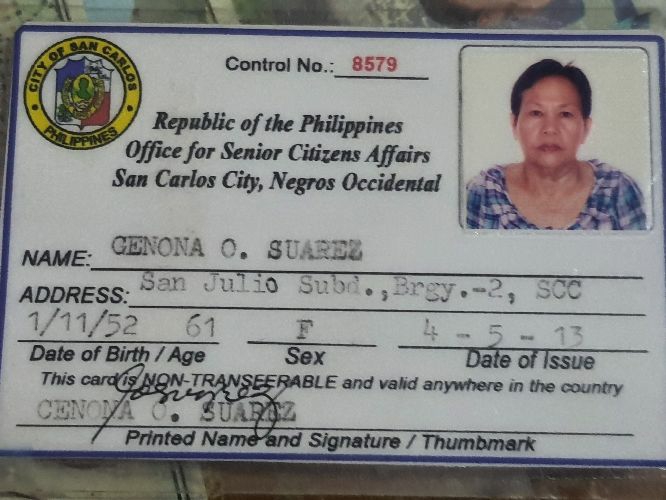 CITY OF SAN CARLOS
PHILIPPINES
Control No.: 8579
Republic of the Philippines
Office for Senior Citizens Affairs
San Carlos City, Negros Occidental
NAME: GENONA O. SUAREZ
ADDRESS: San Julio Subd.,Brgy.-2, SCC
1/11/52 61 F 4 - 5 - 13
Date of Birth / Age Sex Date of Issue
This card is NON-TRANSFERABLE and valid anywhere in the country
GENONA O. SUAREZ
Printed Name and Signature / Thumbmark